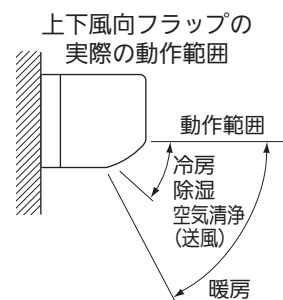 上下風向フラップの
実際の動作範囲
動作範囲
冷房
除湿
空気清浄
(送風)
暖房